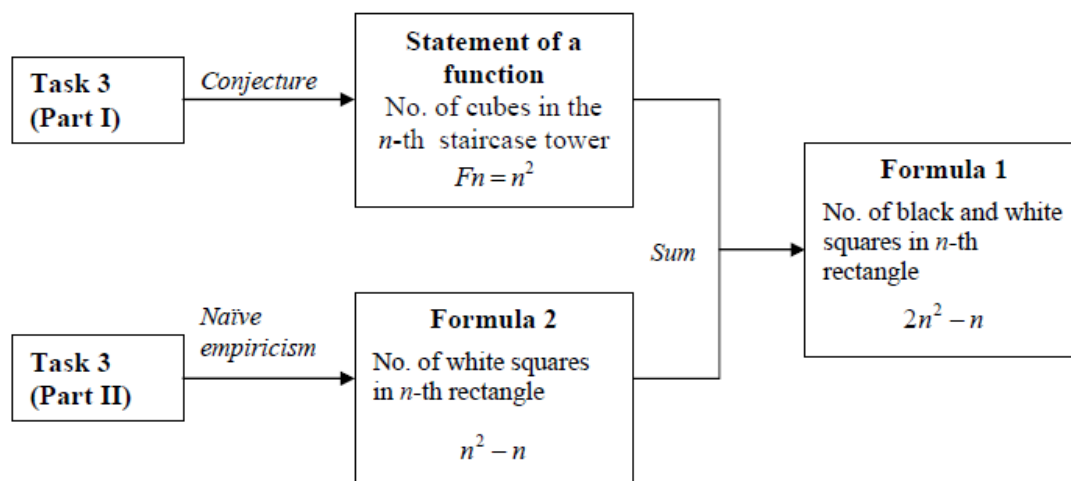 Task 3
(Part I)
Conjecture
Statement of a
function
No. of cubes in the
n-th staircase tower
Fn = n²
Task 3
(Part II)
Naïve
empiricism
Formula 2
No. of white squares
in n-th rectangle
n² – n
Sum
Formula 1
No. of black and white
squares in n-th
rectangle
2n² – n